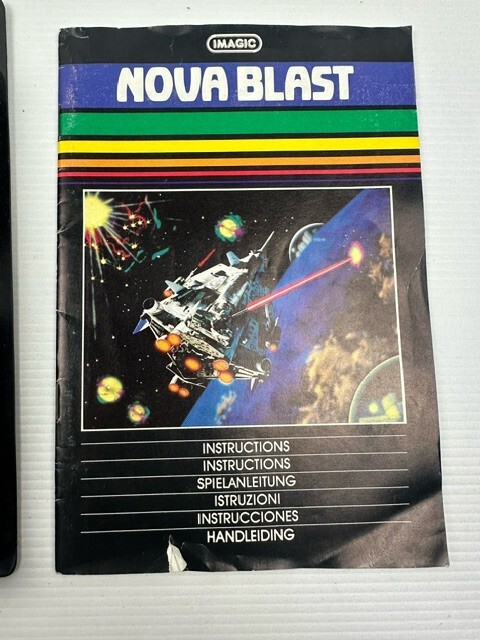 IMAGIC
NOVA BLAST
INSTRUCTIONS
INSTRUCTIONS
SPIELANLEITUNG
ISTRUZIONI
INSTRUCCIONES
HANDLEIDING